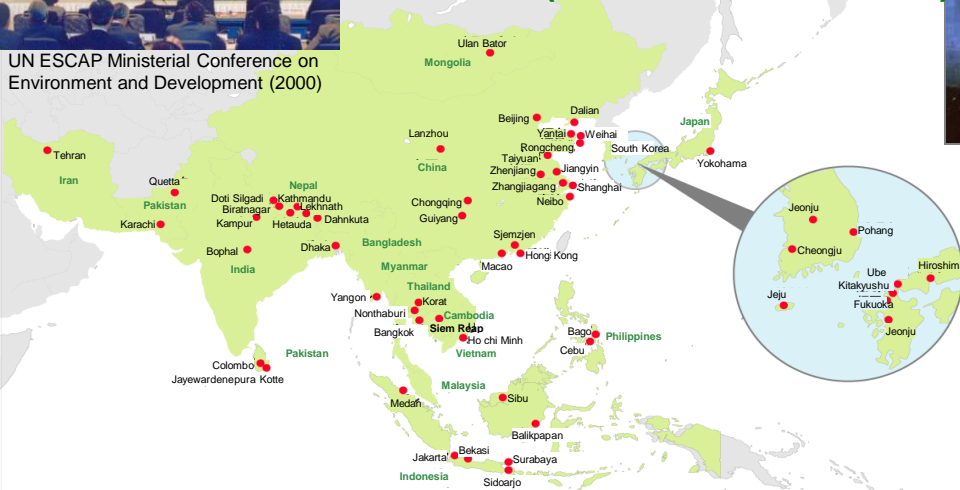 UN ESCAP Ministerial Conference on
Environment and Development (2000)
Ulan Bator
Mongolia
Dalian
Beijing
Japan
Yantai
Weihai
Lanzhou
Rongcheng
South Korea
Taiyuan
Yokohama
Tehran
China
Zhenjiang
Jiangyin
Iran
Quetta
Nepal
Zhangjiagang
Shanghai
Pakistan
Doti Silgadi
Kathmandu
Chongqing
Neibo
Jeonju
Biratnagar
Lekhnath
Guiyang
Karachi
Kampur
Hetauda
Dahnkuta
Pohang
Sjemzjen
Bophal
Dhaka
Bangladesh
Hong Kong
Cheongju
India
Myanmar
Macao
Hiroshim
Ube
Thailand
Kitakyushu
Yangon
Korat
Jeju
Fukuoka
Nonthaburi
Cambodia
Bangkok
Siem Reap
Bago
Philippines
Jeonju
Ho chi Minh
Cebu
Pakistan
Vietnam
Colombo
Jayewardenepura Kotte
Malaysia
Medan
Sibu
Balikpapan
Jakarta
Bekasi
Surabaya
Indonesia
Sidoarjo